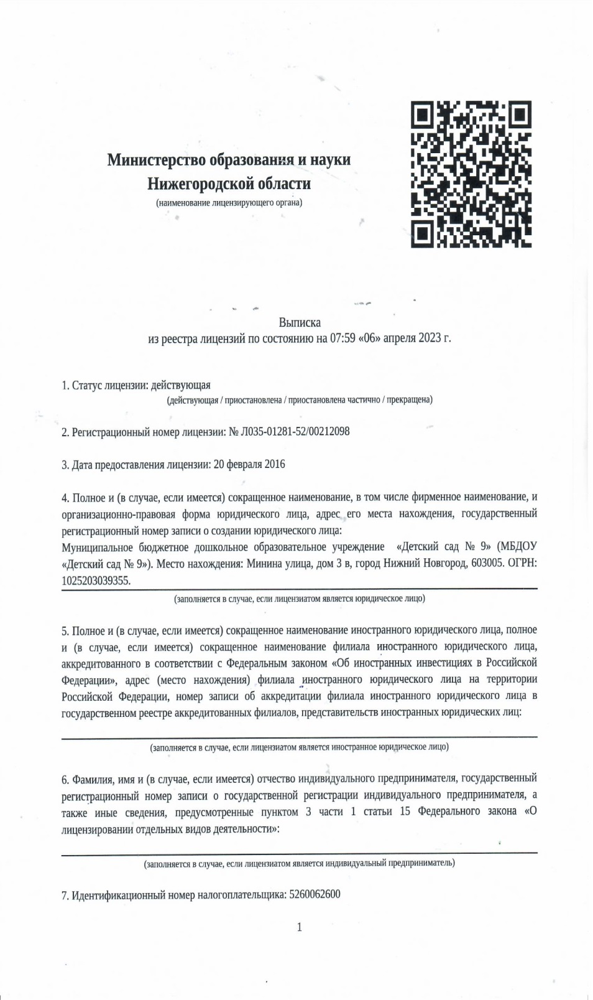 Министерство образования и науки
Нижегородской области
(наименование лицензирующего органа)
Выписка
из реестра лицензий по состоянию на 07:59 «06» апреля 2023 г.
1. Статус лицензии: действующая
(действующая / приостановлена / приостановлена частично / прекращена)
2. Регистрационный номер лицензии: № Л035-01281-52/00212098
3. Дата предоставления лицензии: 20 февраля 2016
4. Полное и (в случае, если имеется) сокращенное наименование, в том числе фирменное наименование, и
организационно-правовая форма юридического лица, адрес его места нахождения, государственный
регистрационный номер записи о создании юридического лица:
Муниципальное бюджетное дошкольное образовательное учреждение «Детский сад № 9» (МБДОУ
«Детский сад № 9»). Место нахождения: Минина улица, дом 3 в, город Нижний Новгород, 603005. ОГРН:
1025203039355.
(заполняется в случае, если лицензиатом является юридическое лицо)
5. Полное и (в случае, если имеется) сокращенное наименование иностранного юридического лица, полное
и (в случае, если имеется) сокращенное наименование филиала иностранного юридического лица,
аккредитованного в соответствии с Федеральным законом «Об иностранных инвестициях в Российской
Федерации», адрес (место нахождения) филиала иностранного юридического лица на территории
Российской Федерации, номер записи об аккредитации филиала иностранного юридического лица в
государственном реестре аккредитованных филиалов, представительств иностранных юридических лиц:
(заполняется в случае, если лицензиатом является иностранное юридическое лицо)
6. Фамилия, имя и (в случае, если имеется) отчество индивидуального предпринимателя, государственный
регистрационный номер записи о государственной регистрации индивидуального предпринимателя, а
также иные сведения, предусмотренные пунктом 3 части 1 статьи 15 Федерального закона «О
лицензировании отдельных видов деятельности»:
(заполняется в случае, если лицензиатом является индивидуальный предприниматель)
7. Идентификационный номер налогоплательщика: 5260062600
1